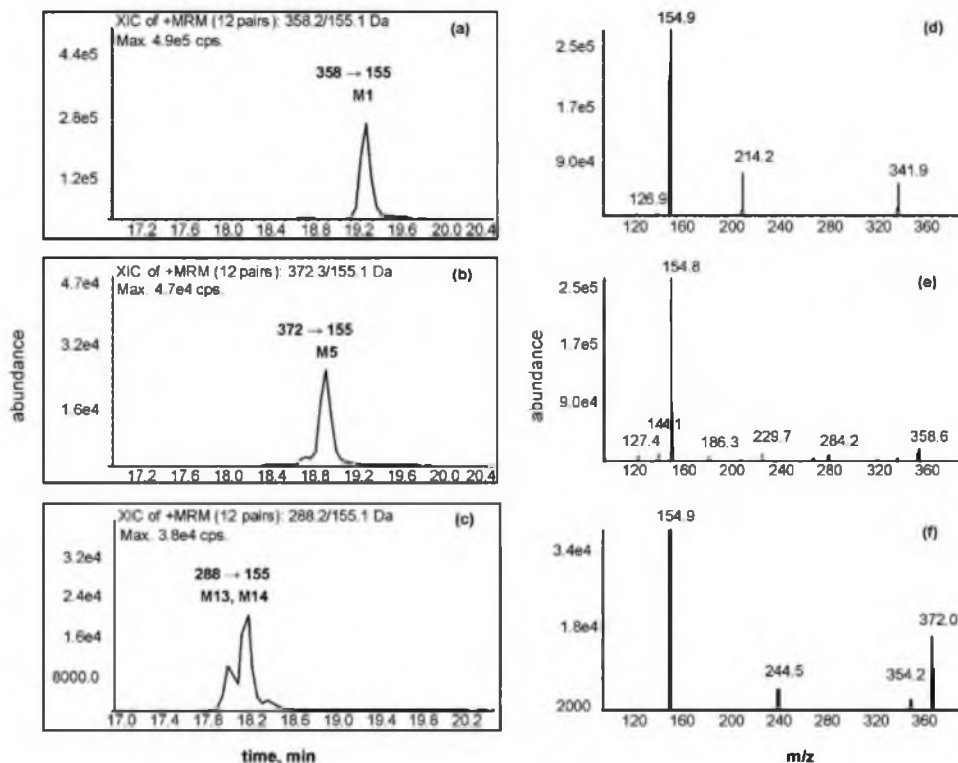 XIC of +MRM (12 pairs): 358.2/155.1 Da
Max. 4.9e5 cps.
(a)
358 → 155
M1
4.4e5
2.8e5
1.2e5
17.2 17.6 18.0 18.4 18.8 19.2 19.6 20.0 20.4
(d)
154.9
2.5e5
1.7e5
9.0e4
214.2
341.9
126.9
120 160 200 240 280 320 360
XIC of +MRM (12 pairs): 372.3/155.1 Da
Max. 4.7e4 cps.
(b)
372 → 155
M5
4.7e4
3.2e4
1.6e4
17.2 17.6 18.0 18.4 18.8 19.2 19.6 20.0 20.4
abundance
(e)
154.8
2.5e5
1.7e5
9.0e4
127.4 144.1 186.3 229.7 284.2 358.6
120 160 200 240 280 320 360
abundance
XIC of +MRM (12 pairs): 288.2/155.1 Da
Max. 3.8e4 cps.
(c)
288 → 155
M13, M14
3.2e4
2.4e4
1.6e4
8000.0
17.0 17.4 17.8 18.2 18.6 19.0 19.4 19.8 20.2
time, min
(f)
154.9
3.4e4
1.8e4
2000
244.5
354.2
372.0
120 160 200 240 280 320 360
m/z